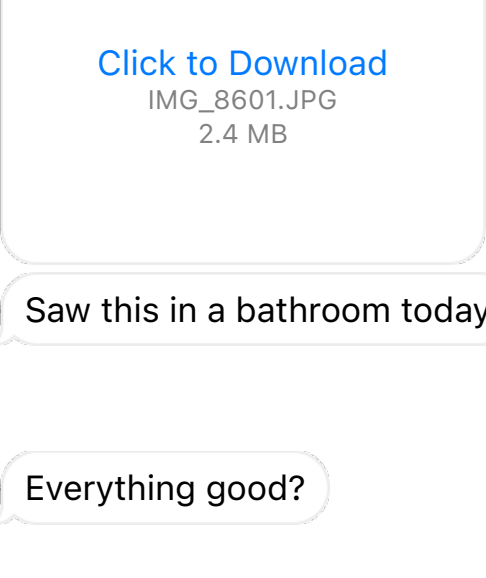 Click to Download
IMG_8601.JPG
2.4 MB
Saw this in a bathroom today
Everything good?